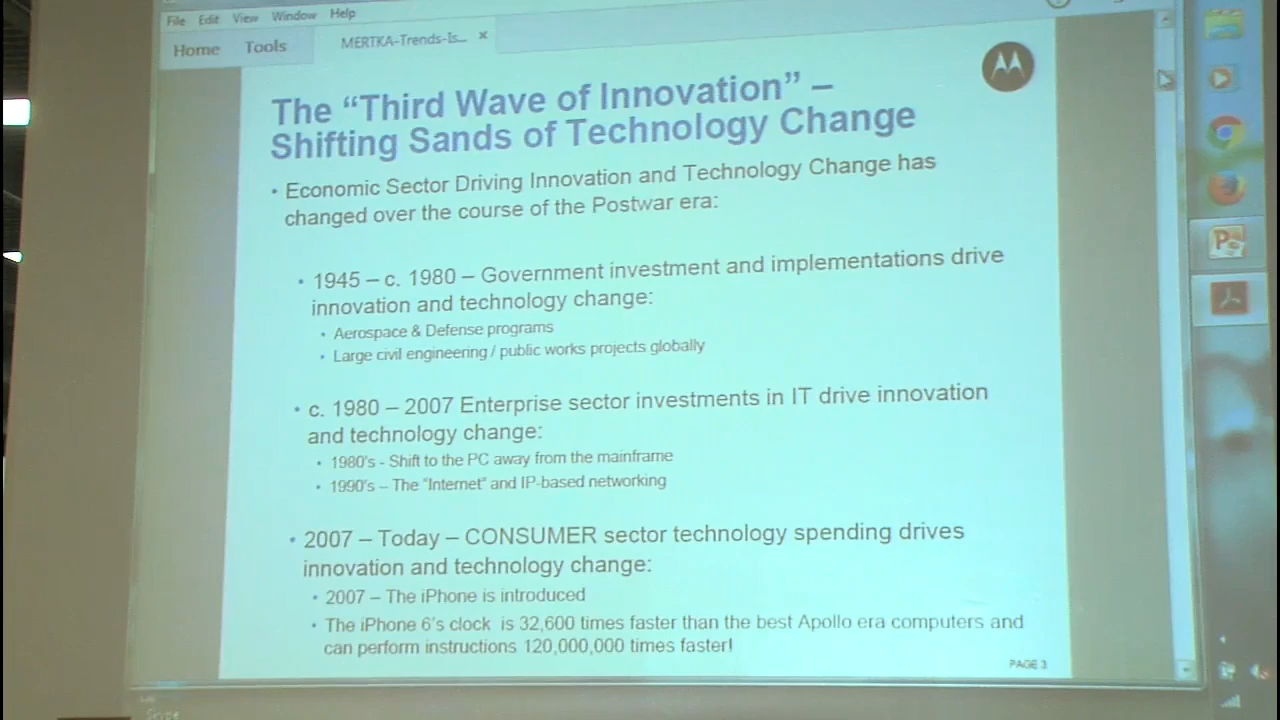 File Edit View Window Help
Home Tools MERTKA-Trends-Is... ×
The “Third Wave of Innovation” –
Shifting Sands of Technology Change
• Economic Sector Driving Innovation and Technology Change has
changed over the course of the Postwar era:
• 1945 – c. 1980 – Government investment and implementations drive
innovation and technology change:
• Aerospace & Defense programs
• Large civil engineering / public works projects globally
• c. 1980 – 2007 Enterprise sector investments in IT drive innovation
and technology change:
• 1980's - Shift to the PC away from the mainframe
• 1990's – The "Internet" and IP-based networking
• 2007 – Today – CONSUMER sector technology spending drives
innovation and technology change:
• 2007 – The iPhone is introduced
• The iPhone 6's clock is 32,600 times faster than the best Apollo era computers and
can perform instructions 120,000,000 times faster!
PAGE 3
Skype